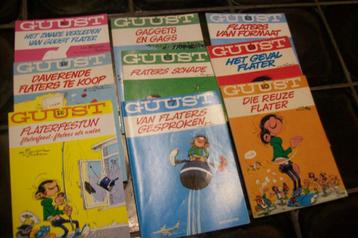 GUUST
HET ZWARE VERLEDEN
VAN GUUST FLATER
GUUST
GADGETS
EN GAGS
GUUST
FLATERS
VAN FORMAAT
GUUST
DAVERENDE
FLATERS TE KOOP
GUUST
FLATERS SCHADE
GUUST
HET GEVAL
FLATER
GUUST
FLATERFESTIJN
GUUST
VAN FLATERS
GESPROKEN...
GUUST
DIE REUZE
FLATER